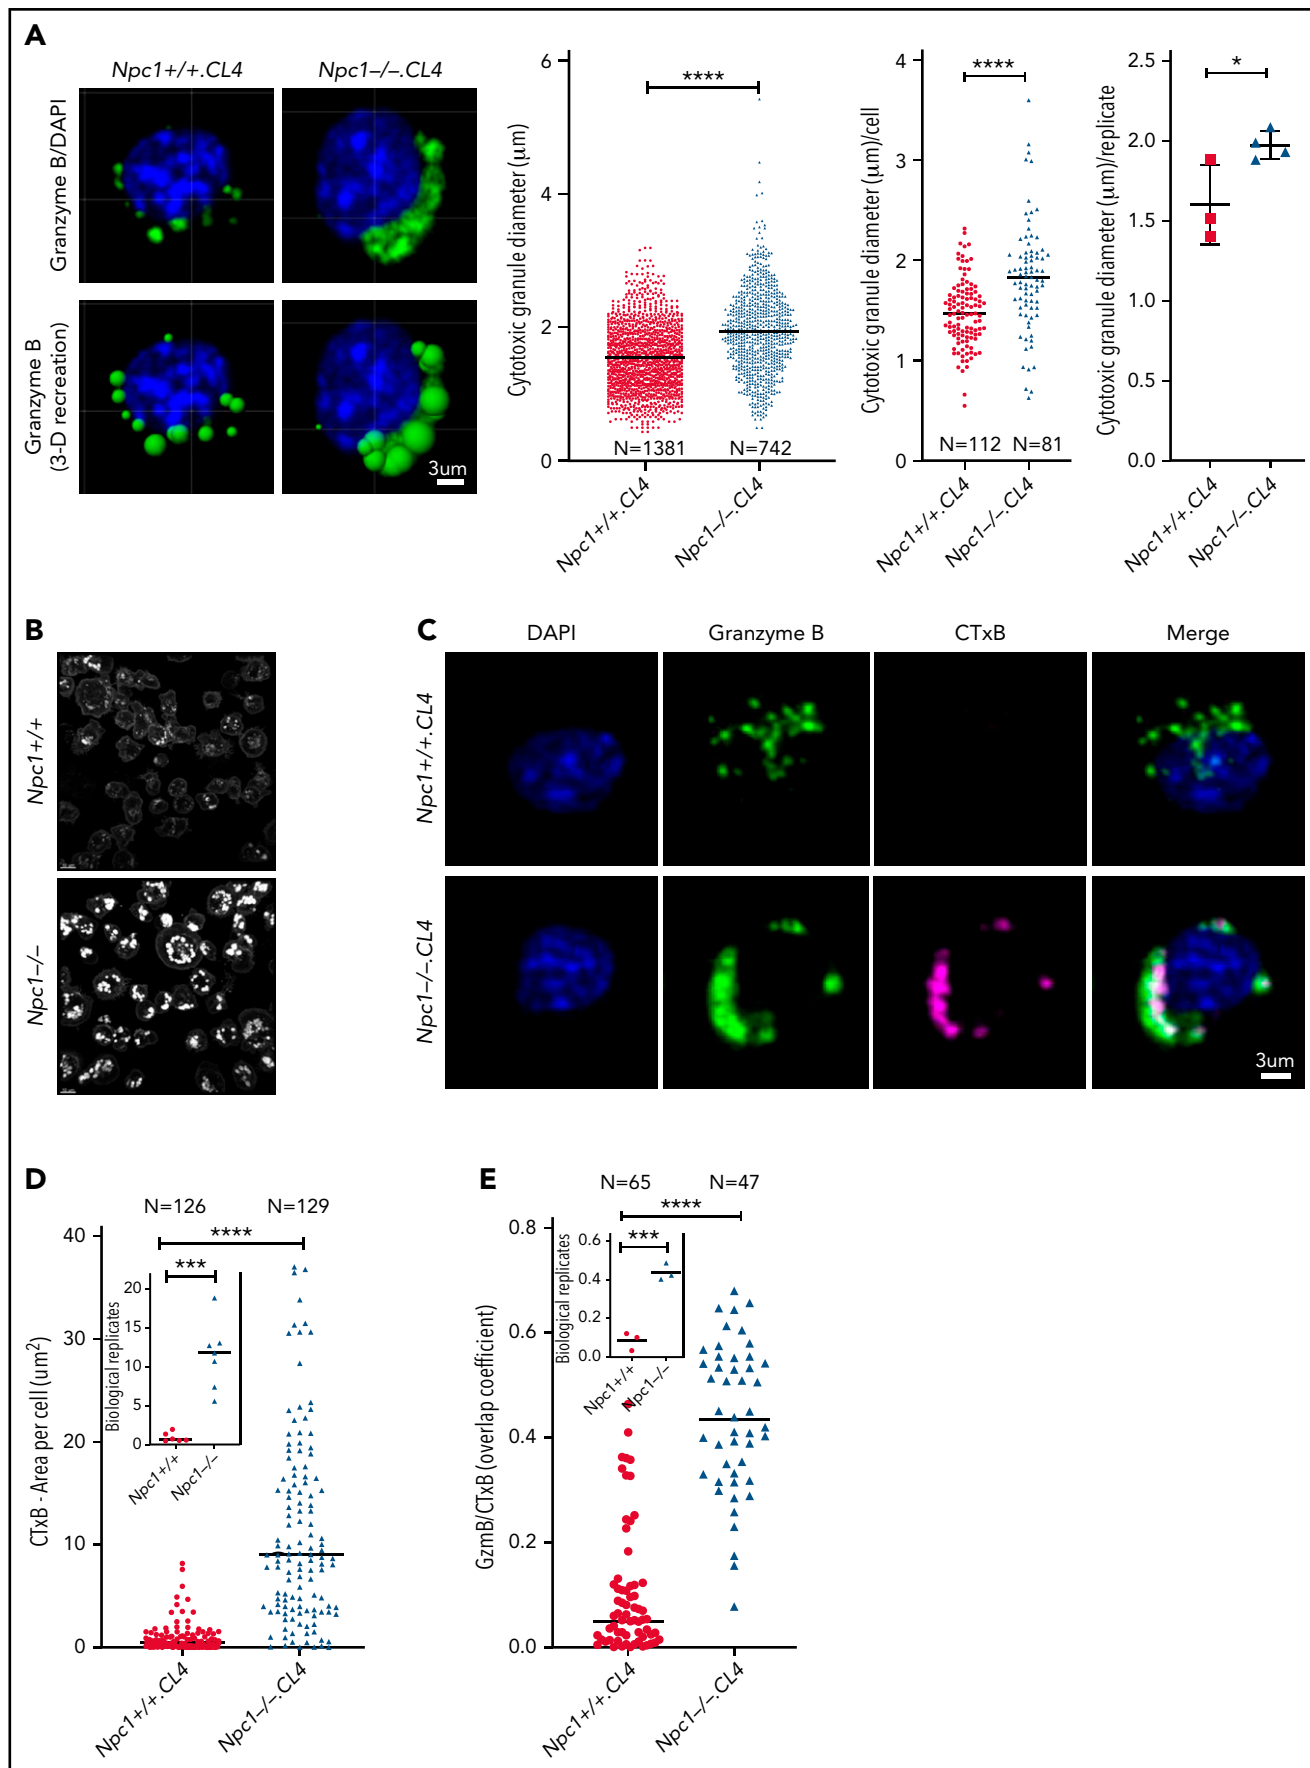 A
Npc1+/+.CL4
Npc1–/–.CL4
Granzyme B/DAPI
Granzyme B
(3-D recreation)
3um
Cytotoxic granule diameter (μm)
6
4
2
0
****
N=1381
N=742
Npc1+/+.CL4
Npc1–/–.CL4
Cytotoxic granule diameter (μm)/cell
4
3
2
1
0
****
N=112
N=81
Npc1+/+.CL4
Npc1–/–.CL4
Cytotoxic granule diameter (μm)/replicate
2.5
2.0
1.5
1.0
0.5
0.0
*
Npc1+/+.CL4
Npc1–/–.CL4
B
Npc1+/+
Npc1–/–
C
DAPI
Granzyme B
CTxB
Merge
Npc1+/+.CL4
Npc1–/–.CL4
3um
D
N=126
N=129
****
CTxB - Area per cell (um²)
40
30
20
10
0
Biological replicates
20
15
10
5
0
***
Npc1+/+
Npc1–/–
Npc1+/+.CL4
Npc1–/–.CL4
E
N=65
N=47
****
GzmB/CTxB (overlap coefficient)
0.8
0.6
0.4
0.2
0.0
Biological replicates
0.6
0.4
0.2
0.0
***
Npc1+/+
Npc1–/–
Npc1+/+.CL4
Npc1–/–.CL4